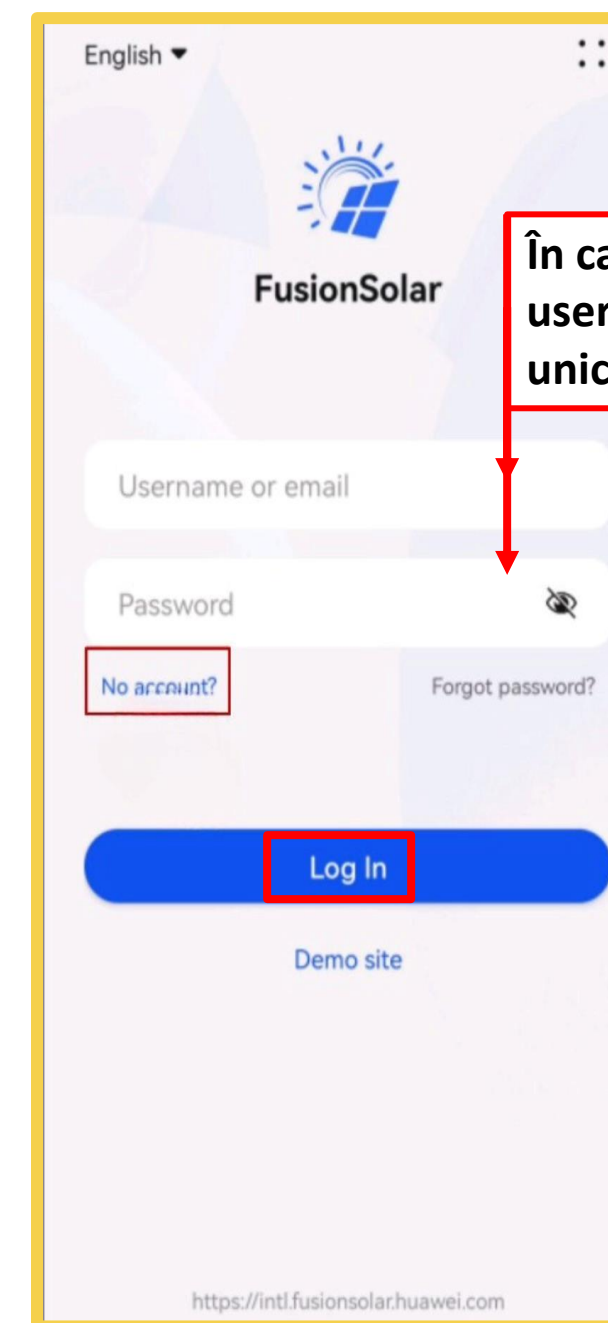 English
FusionSolar
În ca
user
unic
Username or email
Password
No account?
Forgot password?
Log In
Demo site
https://intl.fusionsolar.huawei.com